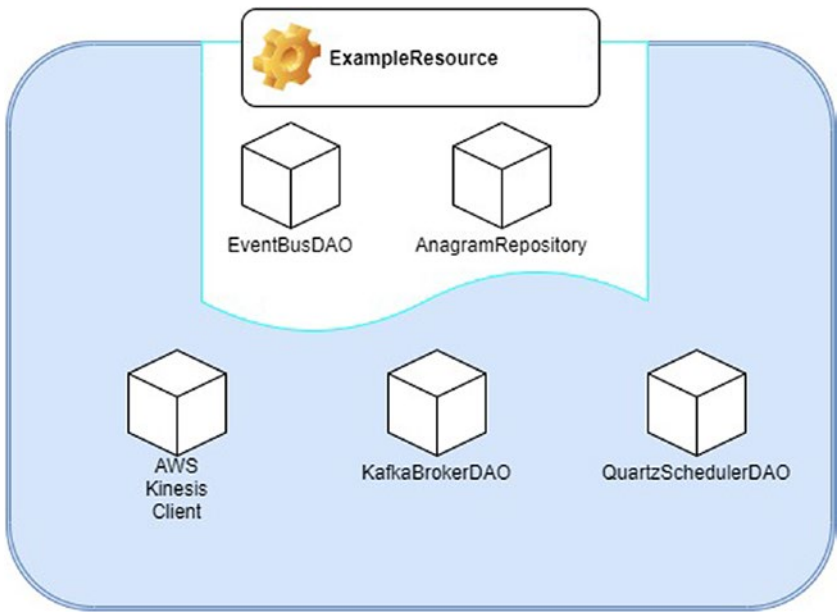 ExampleResource
EventBusDAO
AnagramRepository
AWS
Kinesis
Client
KafkaBrokerDAO
QuartzSchedulerDAO